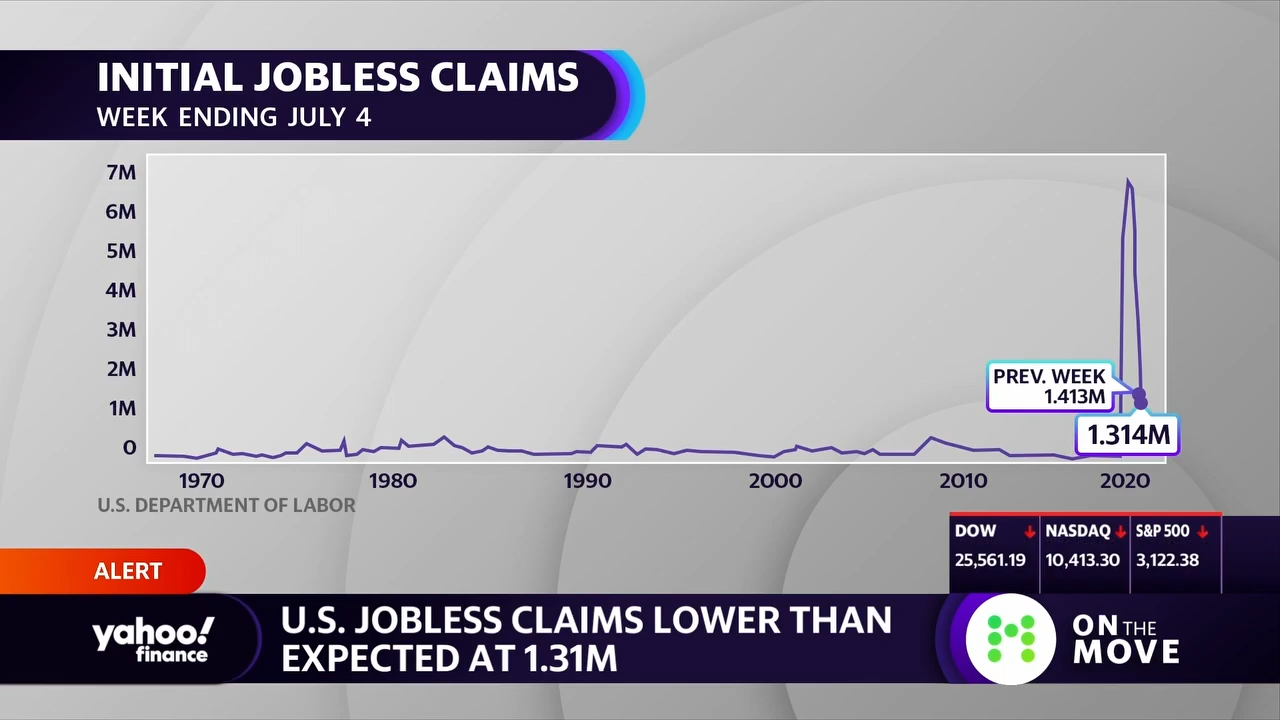 INITIAL JOBLESS CLAIMS
WEEK ENDING JULY 4
7M
6M
5M
4M
3M
2M
1M
0
PREV. WEEK
1.413M
1.314M
1970 1980 1990 2000 2010 2020
U.S. DEPARTMENT OF LABOR
DOW NASDAQ S&P 500
25,561.19 10,413.30 3,122.38
ALERT
yahoo!
finance
U.S. JOBLESS CLAIMS LOWER THAN
EXPECTED AT 1.31M
ON THE
MOVE